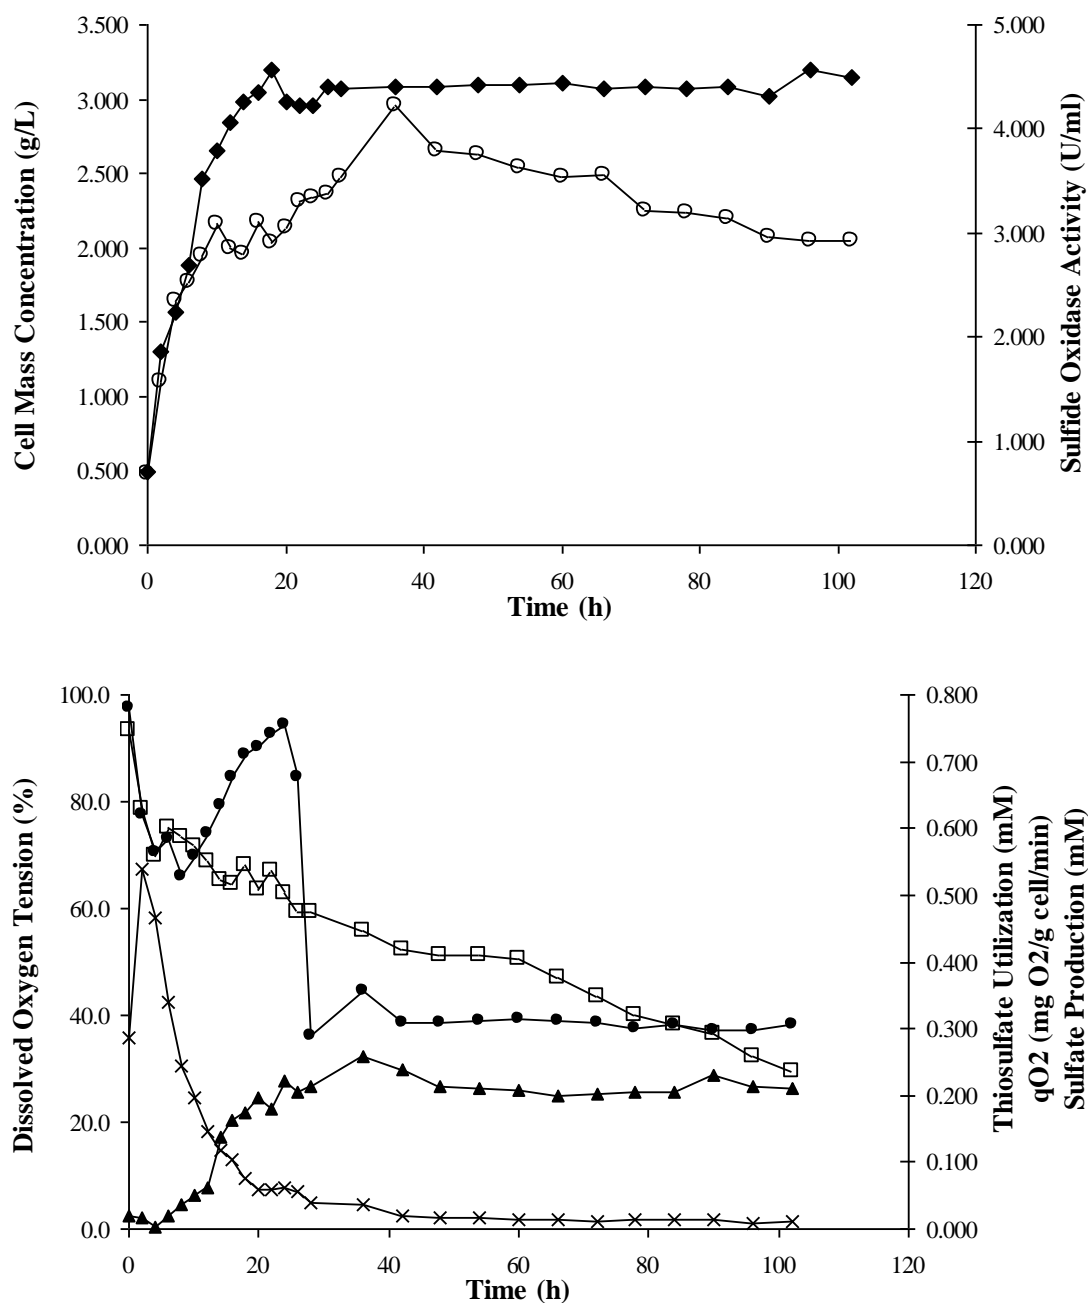 3.500
3.000
2.500
2.000
1.500
1.000
0.500
0.000
Cell Mass Concentration (g/L)
5.000
4.000
3.000
2.000
1.000
0.000
Sulfide Oxidase Activity (U/ml)
0 20 40 60 80 100 120
Time (h)
100.0
80.0
60.0
40.0
20.0
0.0
Dissolved Oxygen Tension (%)
0.800
0.700
0.600
0.500
0.400
0.300
0.200
0.100
0.000
Thiosulfate Utilization (mM)
qO2 (mg O2/g cell/min)
Sulfate Production (mM)
0 20 40 60 80 100 120
Time (h)